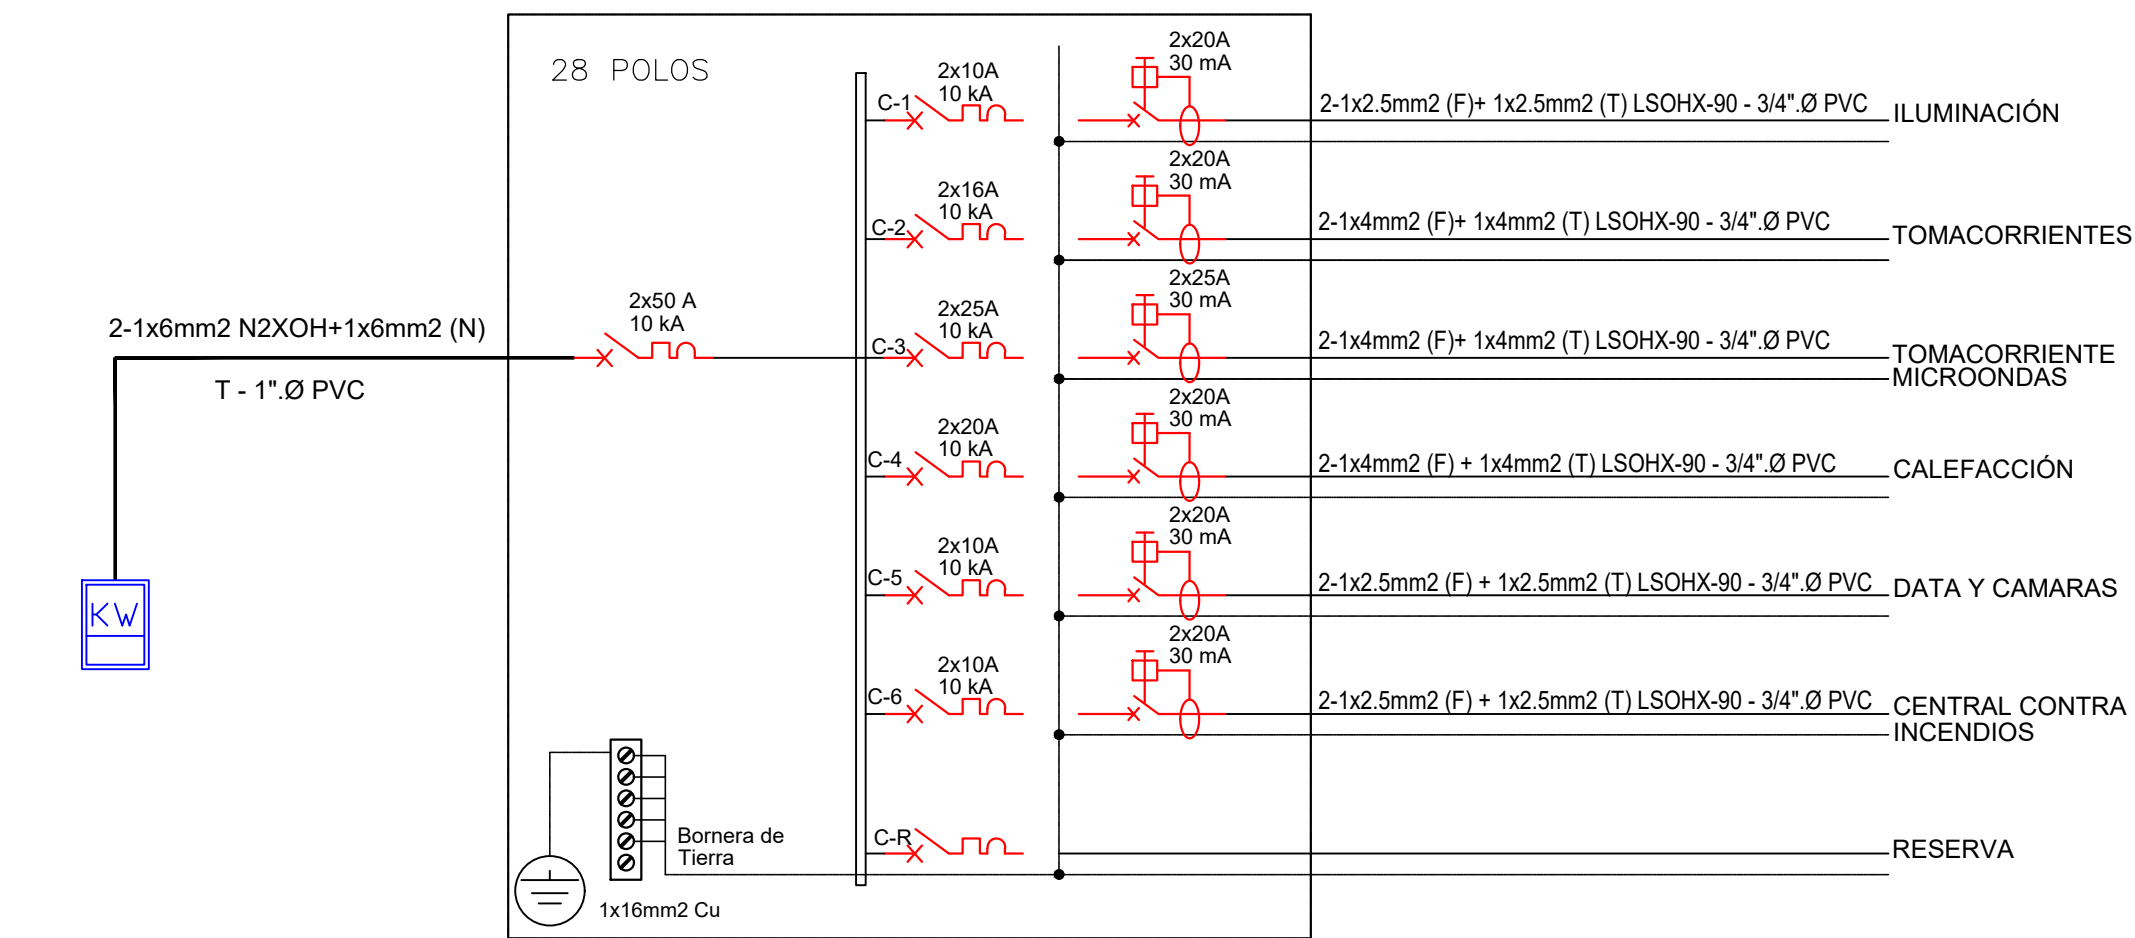 28 POLOS
2-1x6mm2 N2XOH+1x6mm2 (N)
T - 1".Ø PVC
KW
2x50 A
10 kA
C-1
2x10A
10 kA
2x20A
30 mA
2-1x2.5mm2 (F)+ 1x2.5mm2 (T) LSOHX-90 - 3/4".Ø PVC
ILUMINACIÓN
C-2
2x16A
10 kA
2x20A
30 mA
2-1x4mm2 (F)+ 1x4mm2 (T) LSOHX-90 - 3/4".Ø PVC
TOMACORRIENTES
C-3
2x25A
10 kA
2x25A
30 mA
2-1x4mm2 (F)+ 1x4mm2 (T) LSOHX-90 - 3/4".Ø PVC
TOMACORRIENTE
MICROONDAS
C-4
2x20A
10 kA
2x20A
30 mA
2-1x4mm2 (F) + 1x4mm2 (T) LSOHX-90 - 3/4".Ø PVC
CALEFACCIÓN
C-5
2x10A
10 kA
2x20A
30 mA
2-1x2.5mm2 (F) + 1x2.5mm2 (T) LSOHX-90 - 3/4".Ø PVC
DATA Y CAMARAS
C-6
2x10A
10 kA
2x20A
30 mA
2-1x2.5mm2 (F) + 1x2.5mm2 (T) LSOHX-90 - 3/4".Ø PVC
CENTRAL CONTRA
INCENDIOS
C-R
RESERVA
Bornera de
Tierra
1x16mm2 Cu